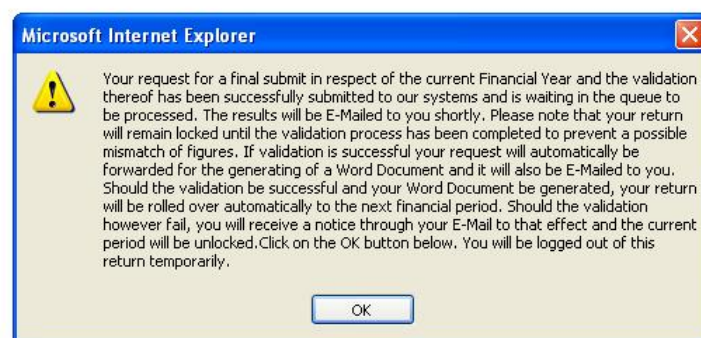 Microsoft Internet Explorer
Your request for a final submit in respect of the current Financial Year and the validation
thereof has been successfully submitted to our systems and is waiting in the queue to
be processed. The results will be E-Mailed to you shortly. Please note that your return
will remain locked until the validation process has been completed to prevent a possible
mismatch of figures. If validation is successful your request will automatically be
forwarded for the generating of a Word Document and it will also be E-Mailed to you.
Should the validation be successful and your Word Document be generated, your return
will be rolled over automatically to the next financial period. Should the validation
however fail, you will receive a notice through your E-Mail to that effect and the current
period will be unlocked.Click on the OK button below. You will be logged out of this
return temporarily.
OK